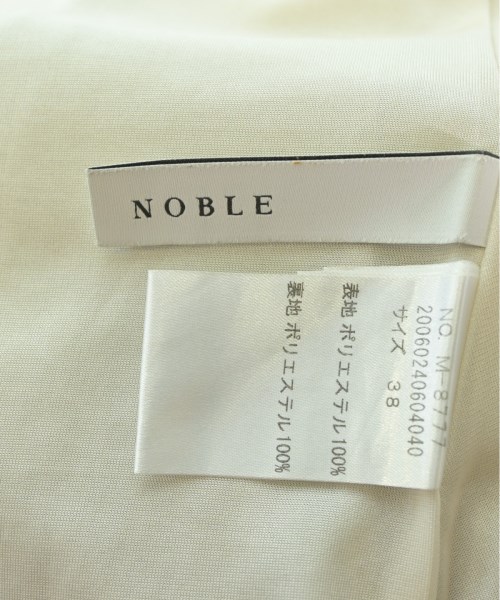 NOBLE
NO. M-8777
20060240604040
サイズ 38
表地 ポリエステル100%
裏地 ポリエステル100%